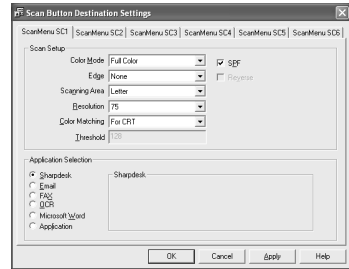 Scan Button Destination Settings
ScanMenu SC1 ScanMenu SC2 ScanMenu SC3 ScanMenu SC4 ScanMenu SC5 ScanMenu SC6
Scan Setup
Color Mode Full Color SPF
Edge None Reverse
Scanning Area Letter
Resolution 75
Color Matching For CRT
Threshold 128
Application Selection
Sharpdesk Sharpdesk
Email
FAX
OCR
Microsoft Word
Application
OK Cancel Apply Help